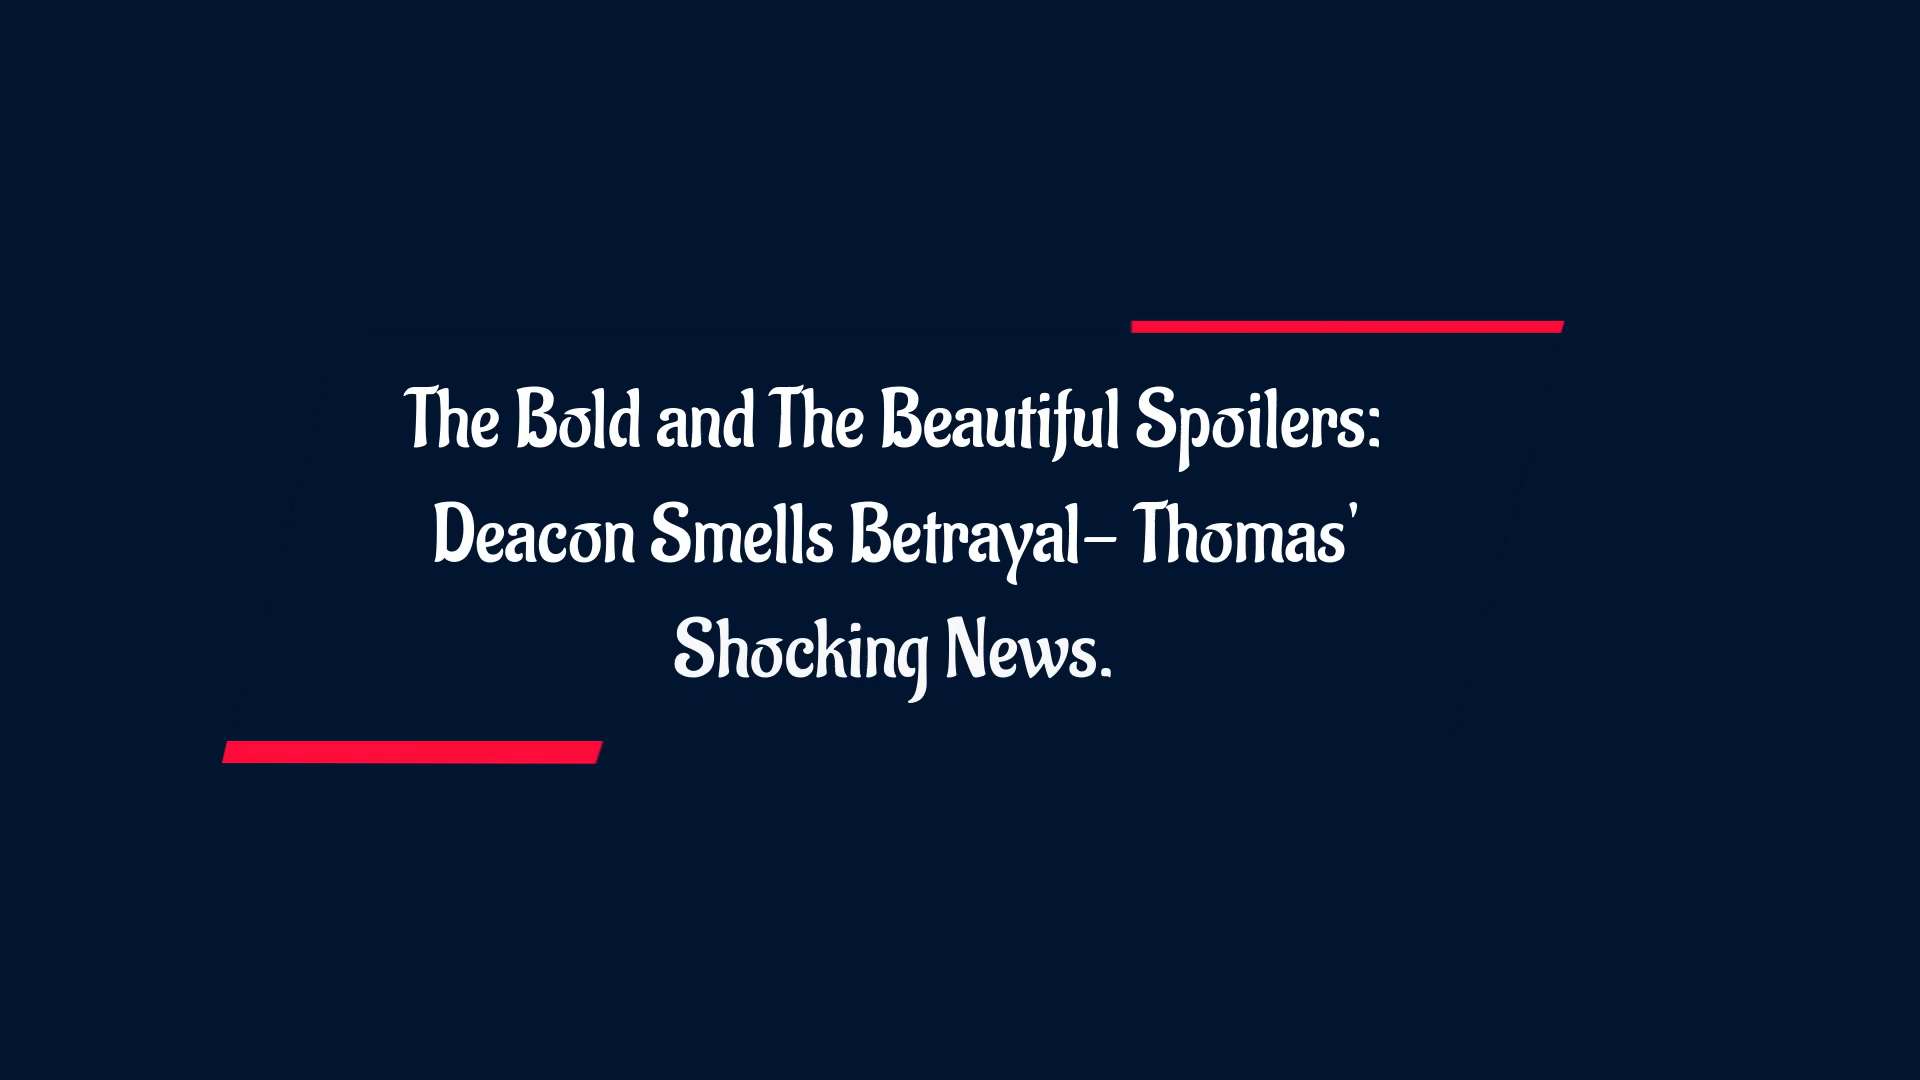 The Bold and The Beautiful Spoilers:
Deacon Smells Betrayal– Thomas'
Shocking News.